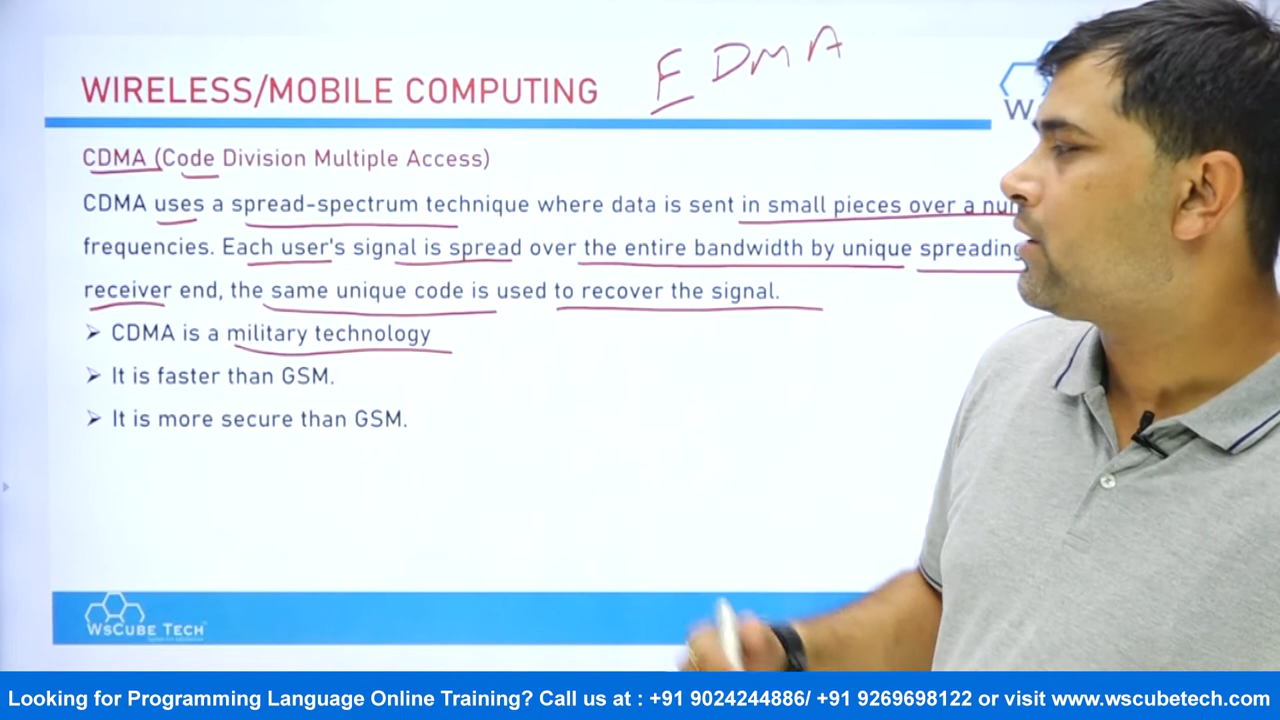 WIRELESS/MOBILE COMPUTING
FDMA
W
CDMA (Code Division Multiple Access)
CDMA uses a spread-spectrum technique where data is sent in small pieces over a
frequencies. Each user's signal is spread over the entire bandwidth by unique spreading
receiver end, the same unique code is used to recover the signal.
➤ CDMA is a military technology
➤ It is faster than GSM.
➤ It is more secure than GSM.
WsCube Tech
Looking for Programming Language Online Training? Call us at : +91 9024244886/ +91 9269698122 or visit www.wscubetech.com